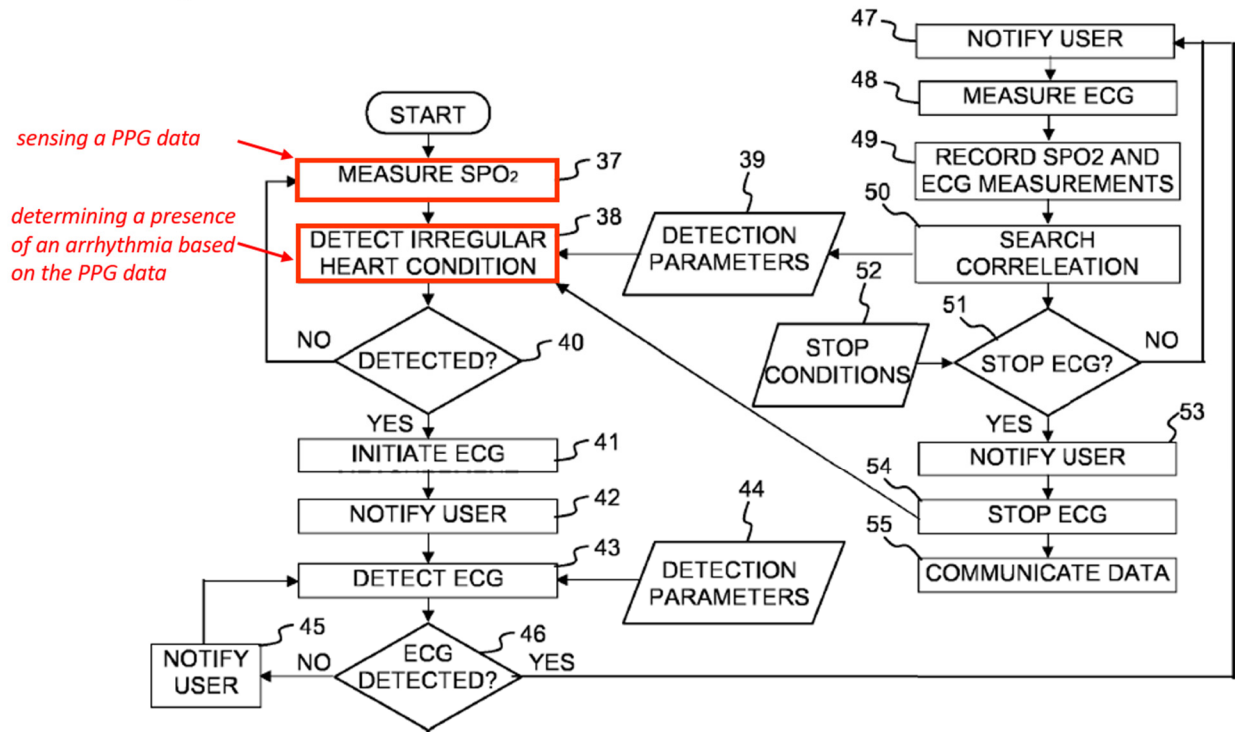 START
sensing a PPG data
MEASURE SPO2
37
determining a presence
of an arrhythmia based
on the PPG data
38
DETECT IRREGULAR
HEART CONDITION
39
DETECTION
PARAMETERS
DETECTED?
40
NO
YES
41
INITIATE ECG
42
NOTIFY USER
43
DETECT ECG
44
DETECTION
PARAMETERS
45
NOTIFY
USER
46
ECG
DETECTED?
NO
YES
47
NOTIFY USER
48
MEASURE ECG
49
RECORD SPO2 AND
ECG MEASUREMENTS
50
SEARCH
CORRELEATION
51
STOP ECG?
NO
52
STOP
CONDITIONS
YES
53
NOTIFY USER
54
STOP ECG
55
COMMUNICATE DATA